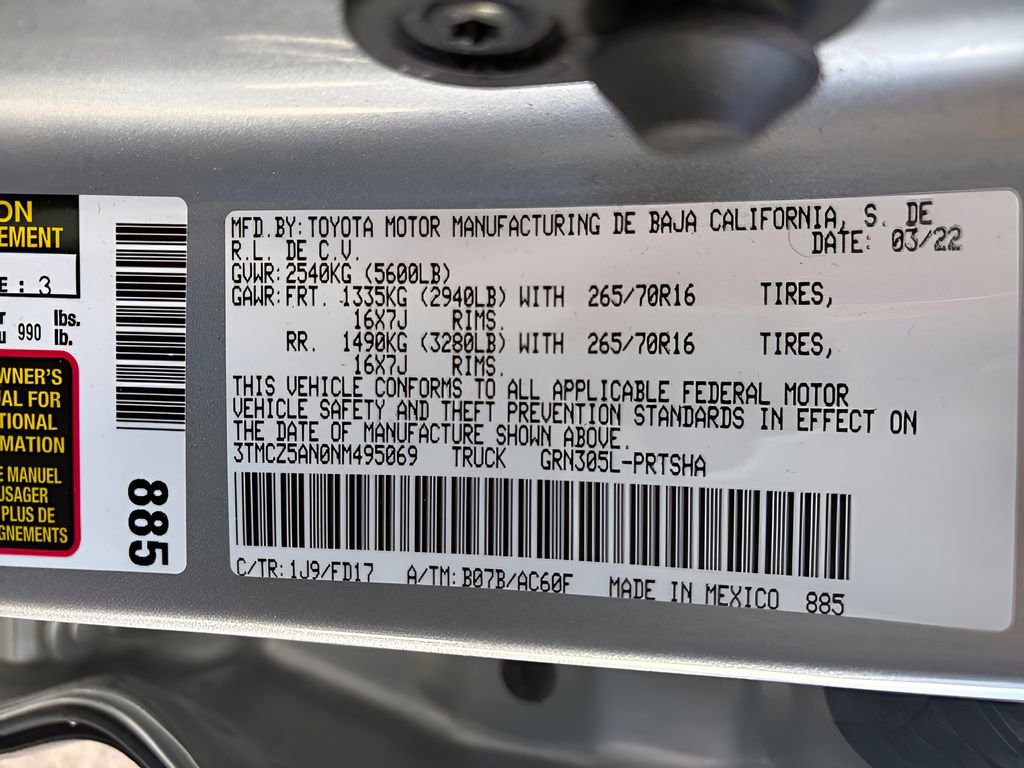 ON
EMENT
E : 3
r
u 990 lbs.
lb.
WNER'S
AL FOR
TIONAL
RMATION
E MANUEL
USAGER
PLUS DE
GNEMENTS
885
MFD.BY:TOYOTA MOTOR MANUFACTURING DE BAJA CALIFORNIA, S. DE
R.L. DE C.V. DATE: 03/22
GVWR:2540KG (5600LB)
GAWR:FRT. 1335KG (2940LB) WITH 265/70R16 TIRES,
16X7J RIMS.
RR. 1490KG (3280LB) WITH 265/70R16 TIRES,
16X7J RIMS.
THIS VEHICLE CONFORMS TO ALL APPLICABLE FEDERAL MOTOR
VEHICLE SAFETY AND THEFT PREVENTION STANDARDS IN EFFECT ON
THE DATE OF MANUFACTURE SHOWN ABOVE.
3TMCZ5AN0NM495069 TRUCK GRN305L-PRTSHA
C/TR:1J9/FD17 A/TM:B07B/AC60F MADE IN MEXICO 885